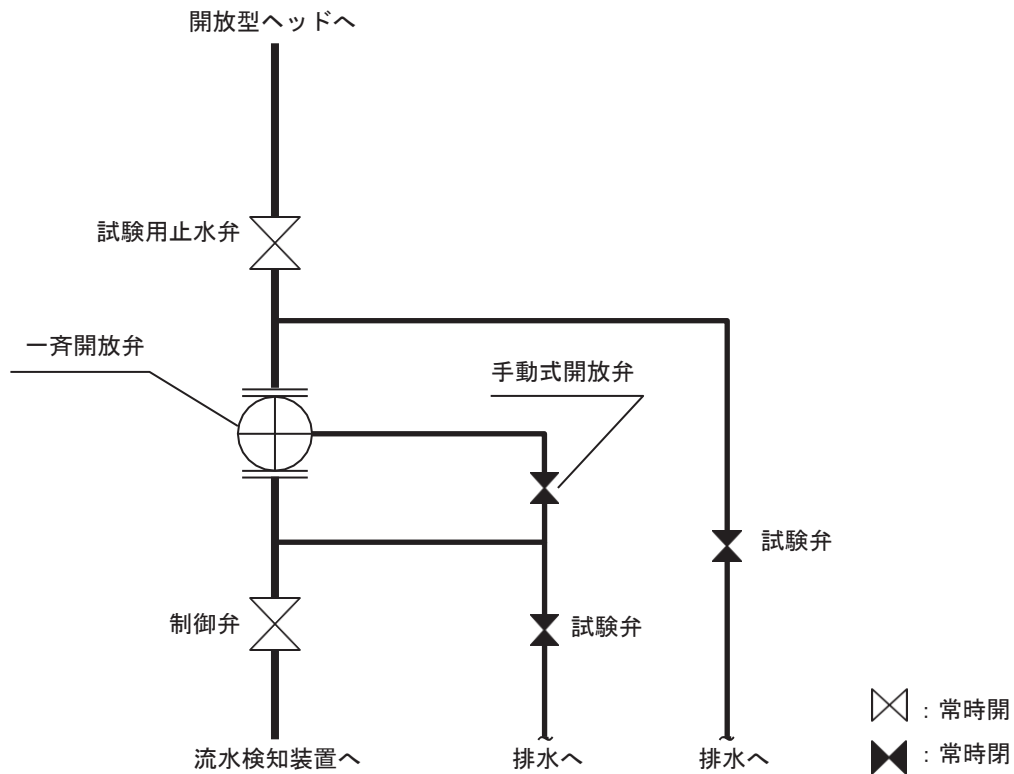 開放型ヘッドへ
試験用止水弁
一斉開放弁
手動式開放弁
試験弁
制御弁
試験弁
流水検知装置へ
排水へ
排水へ
：常時開
：常時閉